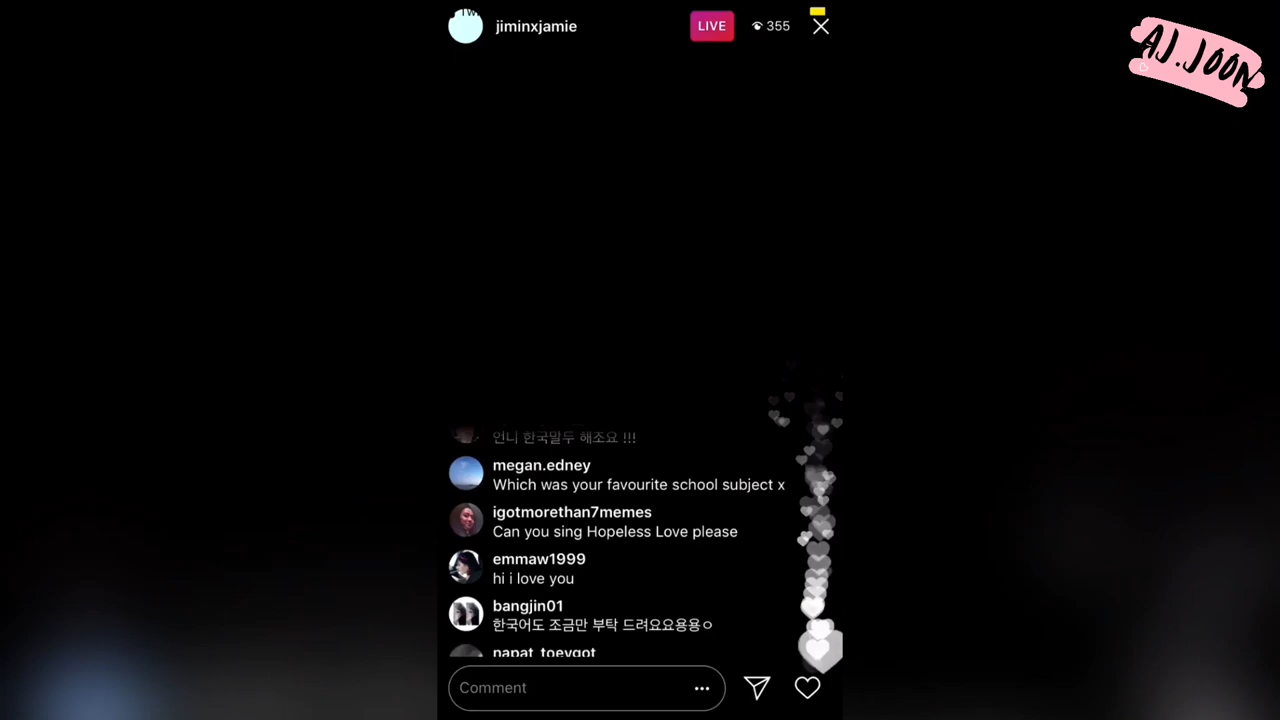 jiminxjamie
LIVE
355
AJ.JOON
언니 한국말두 해조요 !!!
megan.edney
Which was your favourite school subject x
igotmorethan7memes
Can you sing Hopeless Love please
emmaw1999
hi i love you
bangjin01
한국어도 조금만 부탁 드려요요용용ㅇ
napat_toeygot
Comment